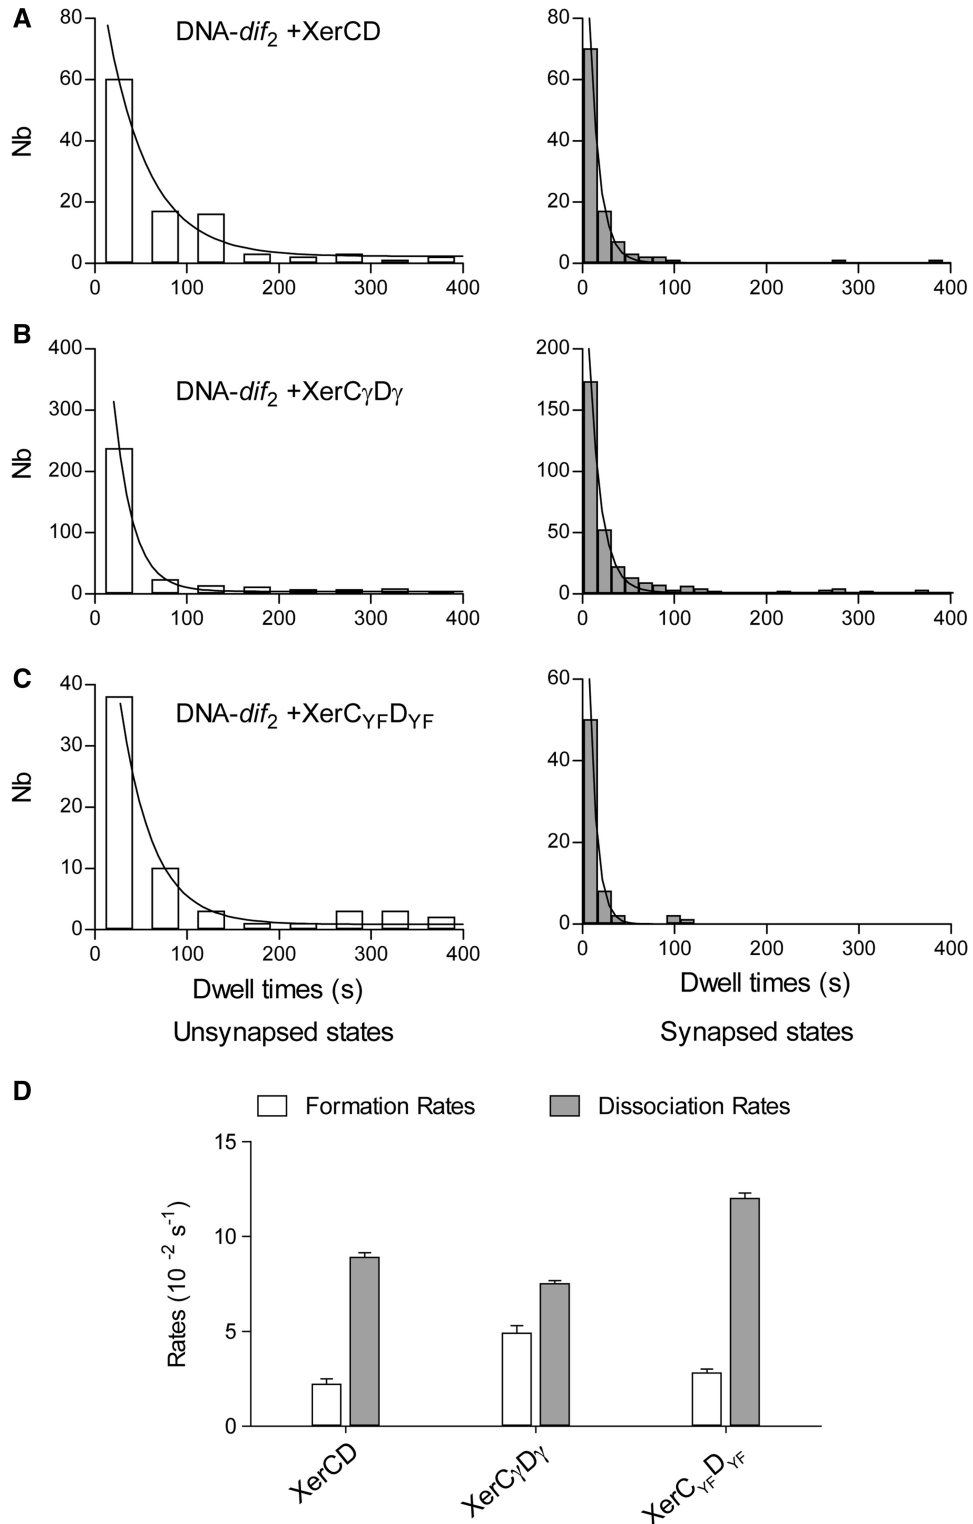 A
DNA-dif₂ +XerCD
Nb
80
60
40
20
0
0 100 200 300 400
80
60
40
20
0
0 100 200 300 400
B
DNA-dif₂ +XerCγDγ
Nb
400
300
200
100
0
0 100 200 300 400
200
150
100
50
0
0 100 200 300 400
C
DNA-dif₂ +XerC_YF D_YF
Nb
40
30
20
10
0
0 100 200 300 400
Dwell times (s)
Unsynapsed states
60
40
20
0
0 100 200 300 400
Dwell times (s)
Synapsed states
D
Formation Rates
Dissociation Rates
Rates (10⁻² s⁻¹)
15
10
5
0
XerCD
XerCγDγ
XerC_YF D_YF